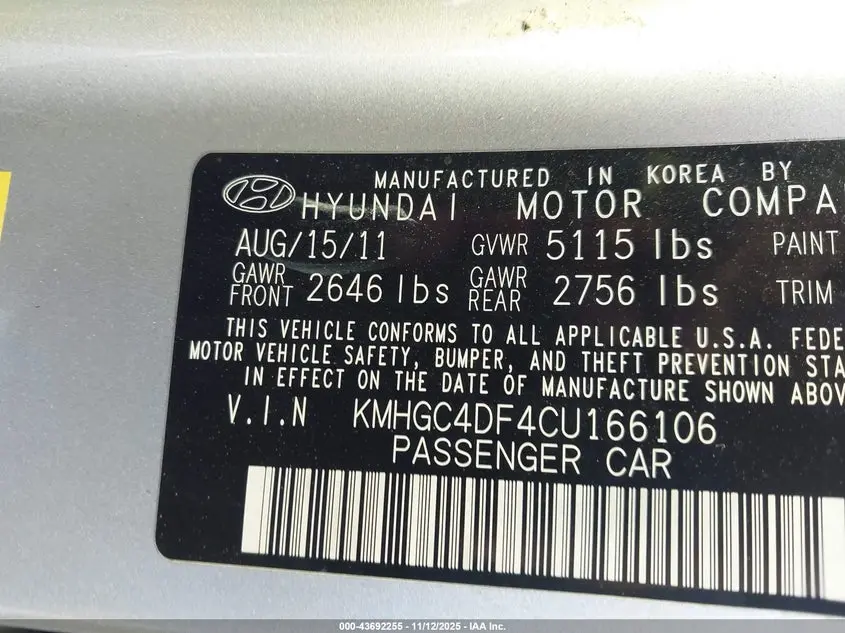 MANUFACTURED IN KOREA BY
HYUNDAI MOTOR COMPA
AUG/15/11 GVWR 5115 lbs PAINT
GAWR FRONT 2646 lbs GAWR REAR 2756 lbs TRIM
THIS VEHICLE CONFORMS TO ALL APPLICABLE U.S.A. FEDE
MOTOR VEHICLE SAFETY, BUMPER, AND THEFT PREVENTION STA
IN EFFECT ON THE DATE OF MANUFACTURE SHOWN ABOV
V.I.N KMHGC4DF4CU166106
PASSENGER CAR
000-43692255 - 11/12/2025 - IAA Inc.